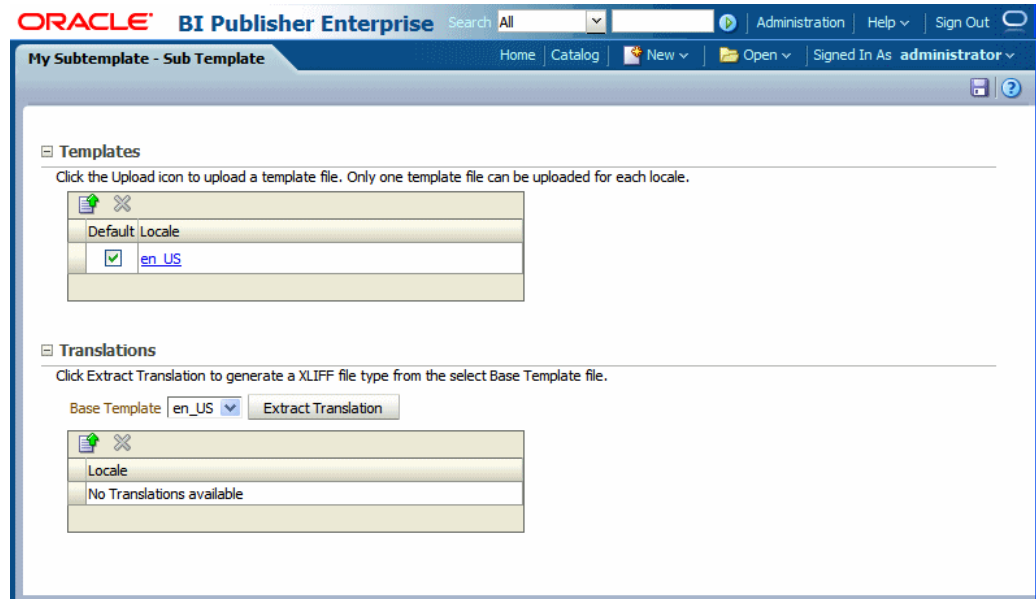 ORACLE BI Publisher Enterprise Search All Administration Help Sign Out
My Subtemplate - Sub Template Home Catalog New Open Signed In As administrator
Templates
Click the Upload icon to upload a template file. Only one template file can be uploaded for each locale.
Default Locale
en_US
Translations
Click Extract Translation to generate a XLIFF file type from the select Base Template file.
Base Template en_US Extract Translation
Locale
No Translations available